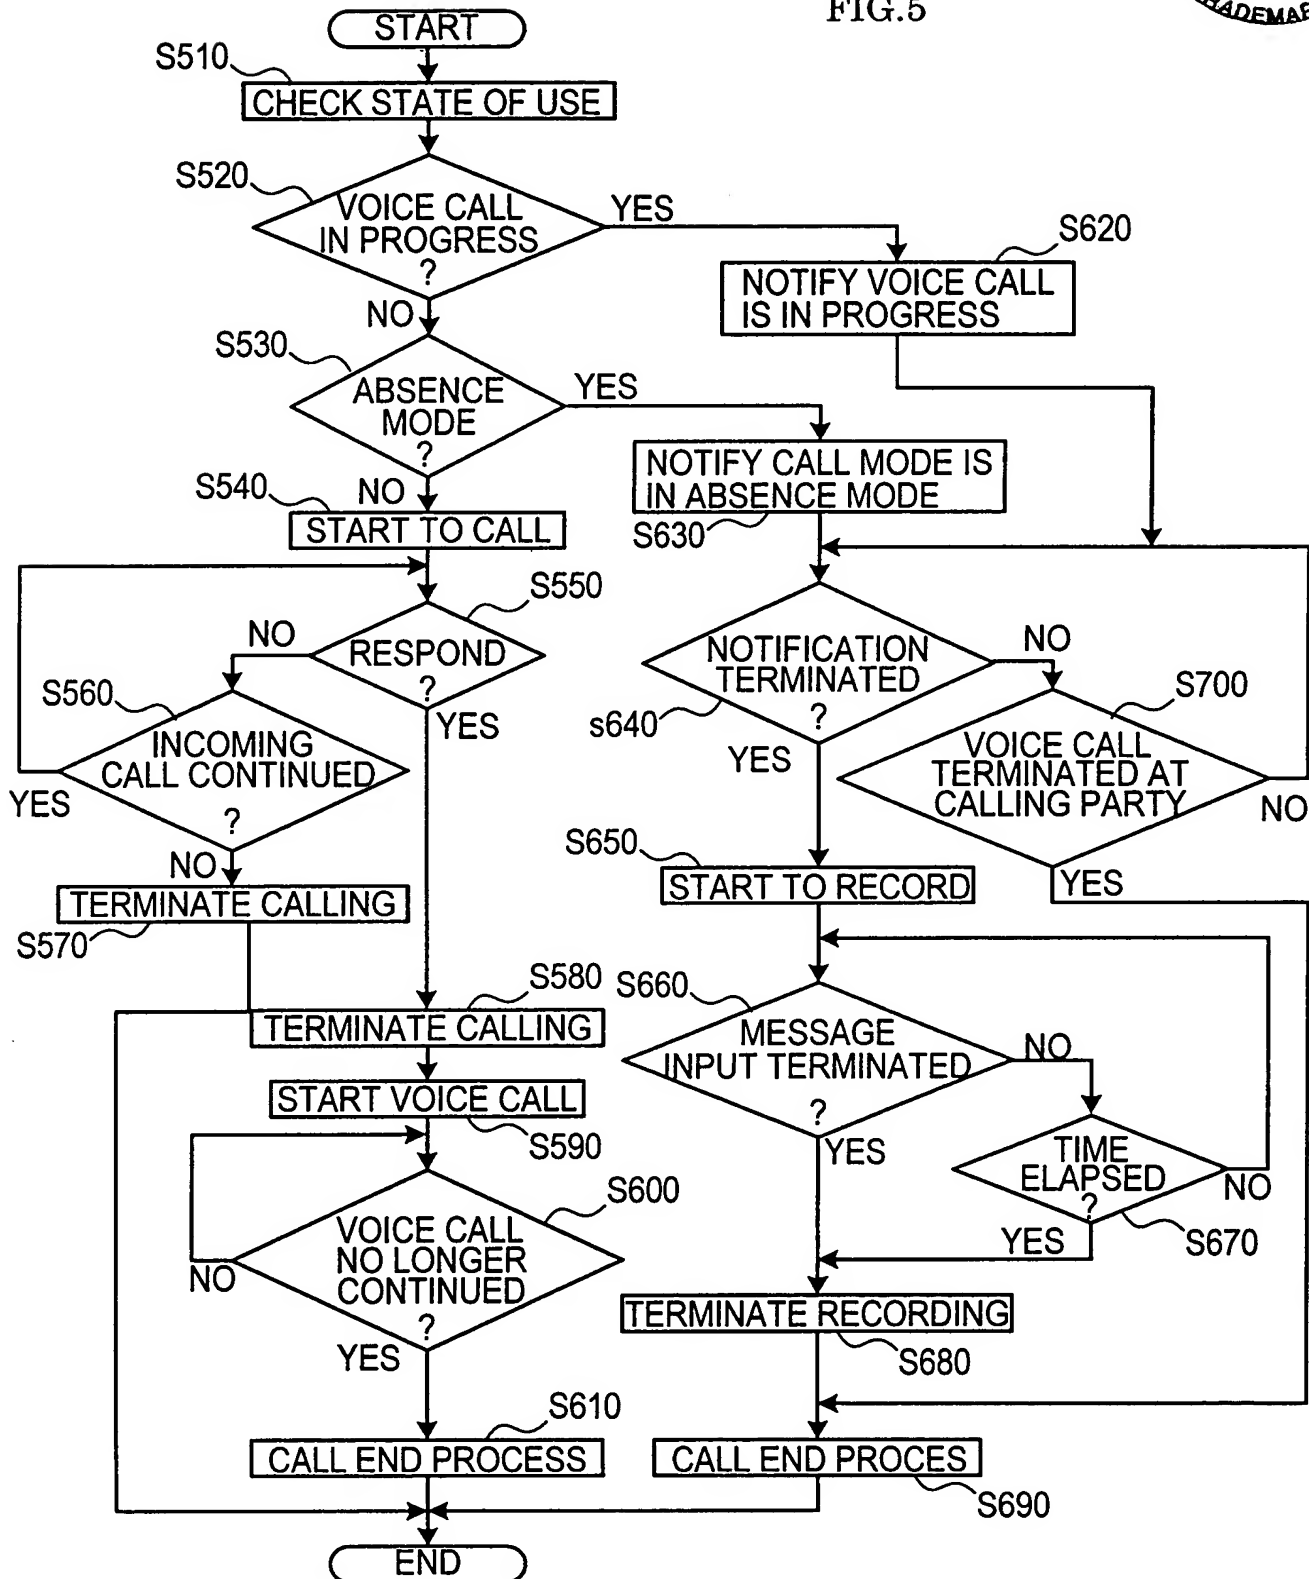 FIG.5
START
S510
CHECK STATE OF USE
S520
VOICE CALL
IN PROGRESS
?
YES
NO
S620
NOTIFY VOICE CALL
IS IN PROGRESS
S530
ABSENCE
MODE
?
YES
NO
NOTIFY CALL MODE IS
IN ABSENCE MODE
S630
S540
START TO CALL
S550
RESPOND
?
NO
YES
S560
INCOMING
CALL CONTINUED
?
YES
NO
TERMINATE CALLING
S570
NOTIFICATION
TERMINATED
?
s640
NO
YES
S700
VOICE CALL
TERMINATED AT
CALLING PARTY
NO
YES
S650
START TO RECORD
S580
TERMINATE CALLING
START VOICE CALL
S590
S660
MESSAGE
INPUT TERMINATED
?
NO
YES
TIME
ELAPSED
?
NO
YES
S670
S600
VOICE CALL
NO LONGER
CONTINUED
?
NO
YES
TERMINATE RECORDING
S680
S610
CALL END PROCESS
CALL END PROCES
S690
END